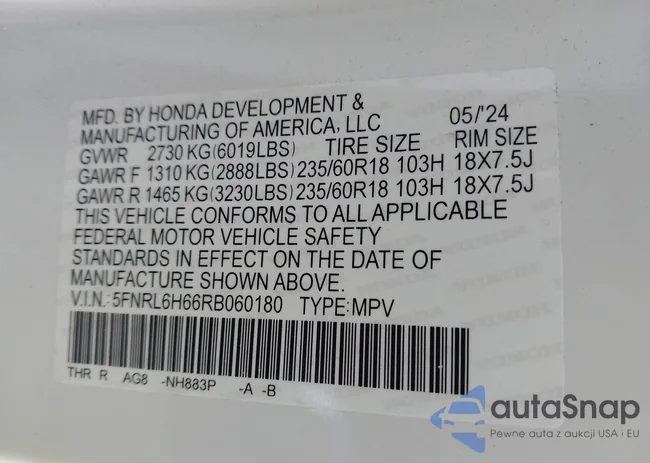 MFD. BY HONDA DEVELOPMENT &
MANUFACTURING OF AMERICA, LLC 05/'24
GVWR 2730 KG(6019LBS) TIRE SIZE RIM SIZE
GAWR F 1310 KG(2888LBS) 235/60R18 103H 18X7.5J
GAWR R 1465 KG(3230LBS) 235/60R18 103H 18X7.5J
THIS VEHICLE CONFORMS TO ALL APPLICABLE
FEDERAL MOTOR VEHICLE SAFETY
STANDARDS IN EFFECT ON THE DATE OF
MANUFACTURE SHOWN ABOVE.
V.I.N.:5FNRL6H66RB060180 TYPE:MPV
THR R AG8 -NH883P -A -B
autaSnap
Pewne auta z aukcji USA i EU